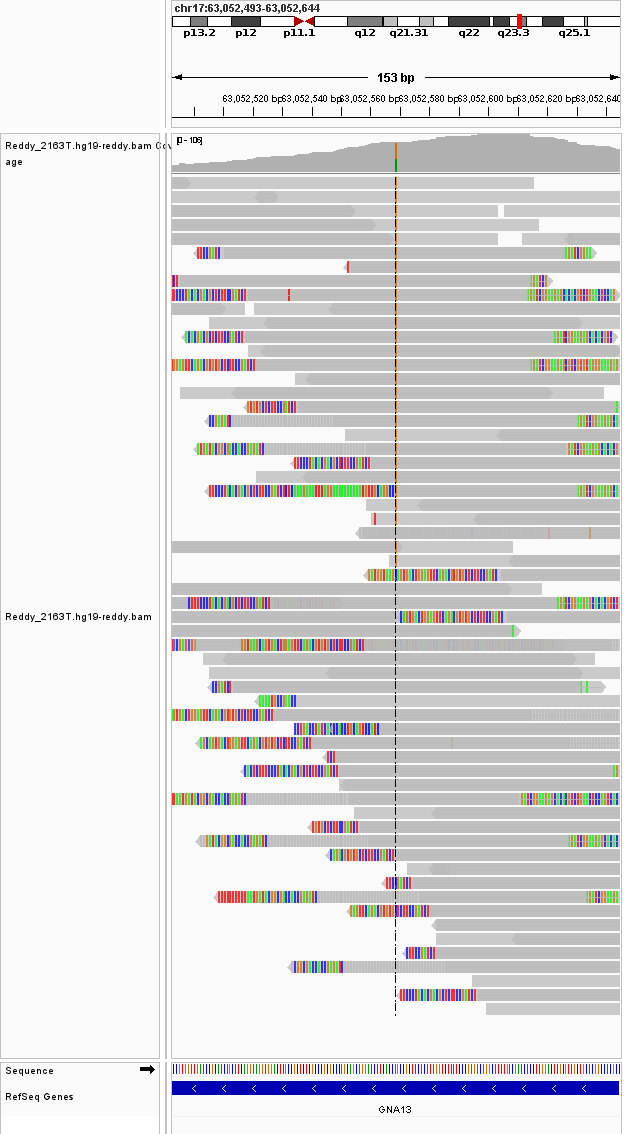 chr17:63,052,493-63,052,644
p13.2 p12 p11.1 q12 q21.31 q22 q23.3 q25.1
153 bp
63,052,520 bp 63,052,540 bp 63,052,560 bp 63,052,580 bp 63,052,600 bp 63,052,620 bp 63,052,640
[0 - 106]
Reddy_2163T.hg19-reddy.bam Cov
age
Reddy_2163T.hg19-reddy.bam
Sequence
RefSeq Genes
GNA13